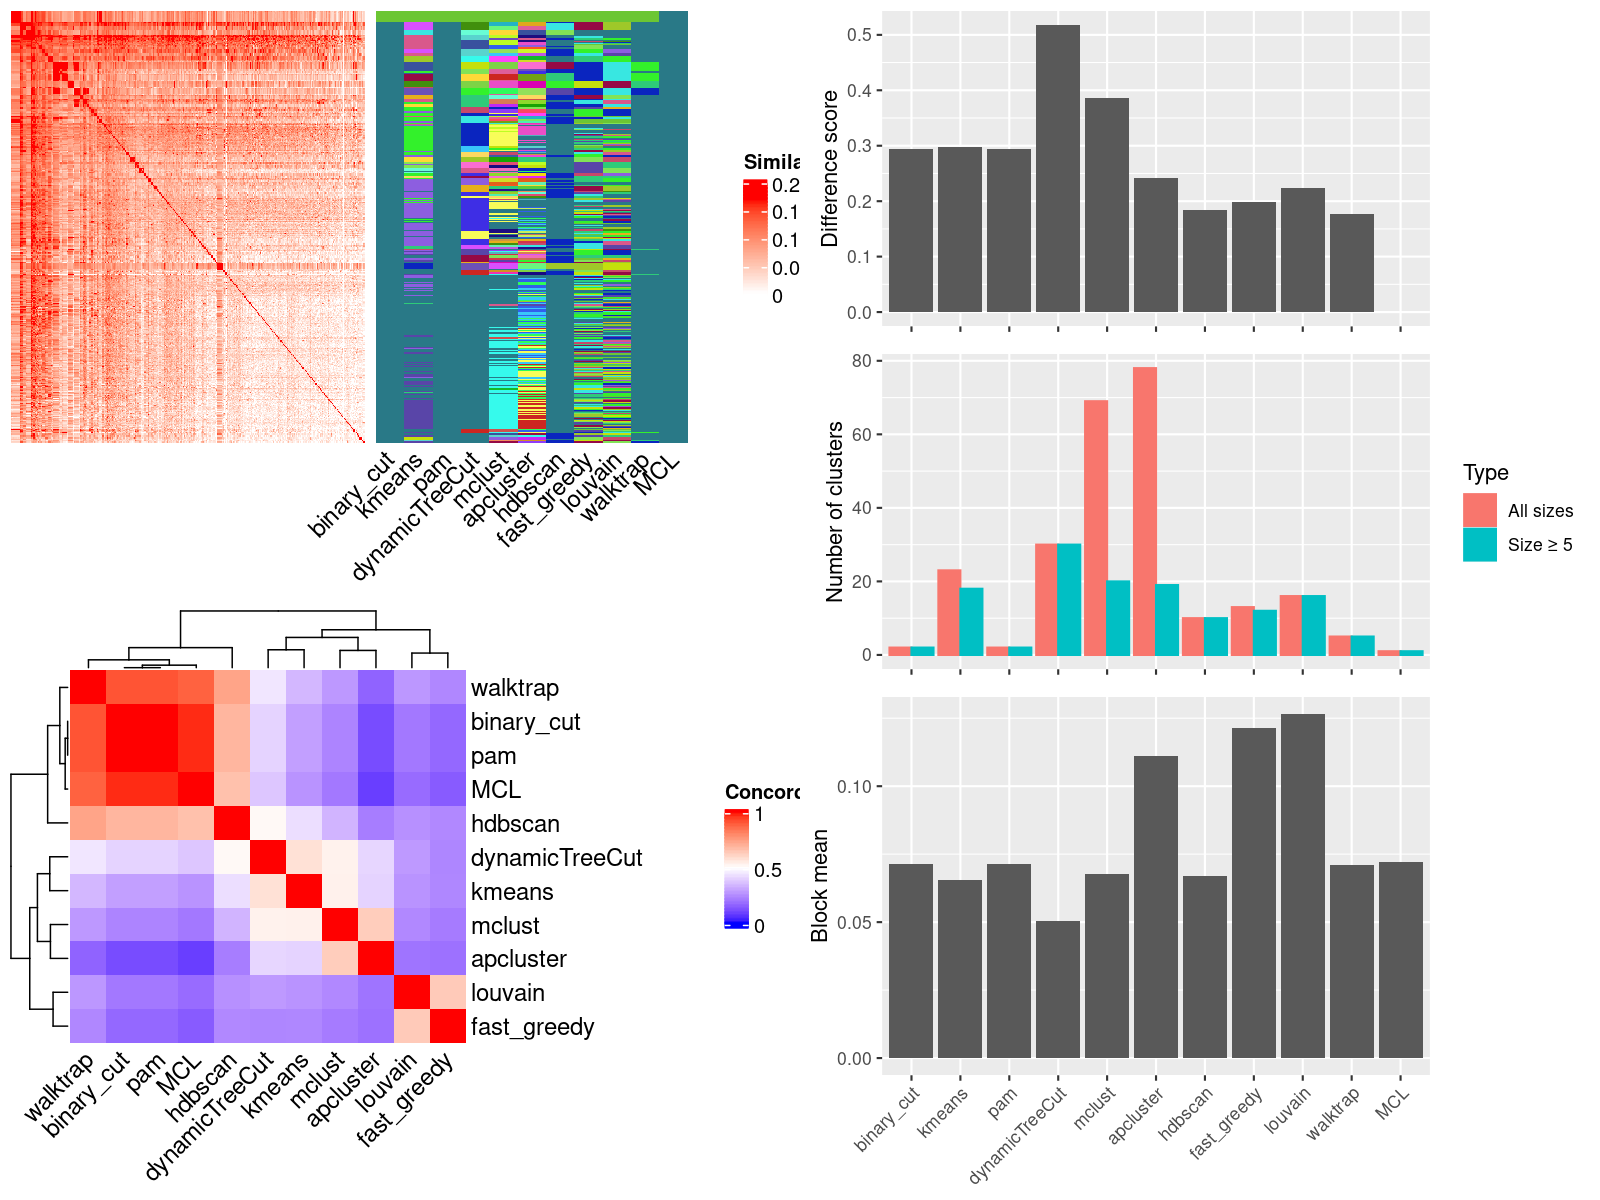 Simila
0.2
0.1
0.1
0.0
0
binary_cut
kmeans
pam
dynamicTreeCut
mclust
apcluster
hdbscan
fast_greedy
louvain
walktrap
MCL
walktrap
binary_cut
pam
MCL
hdbscan
dynamicTreeCut
kmeans
mclust
apcluster
louvain
fast_greedy
walktrap
binary_cut
pam
MCL
hdbscan
dynamicTreeCut
kmeans
mclust
apcluster
louvain
fast_greedy
Concord
1
0.5
0
Difference score
0.5
0.4
0.3
0.2
0.1
0.0
Number of clusters
80
60
40
20
0
Type
All sizes
Size ≥ 5
Block mean
0.10
0.05
0.00
binary_cut
kmeans
pam
dynamicTreeCut
mclust
apcluster
hdbscan
fast_greedy
louvain
walktrap
MCL